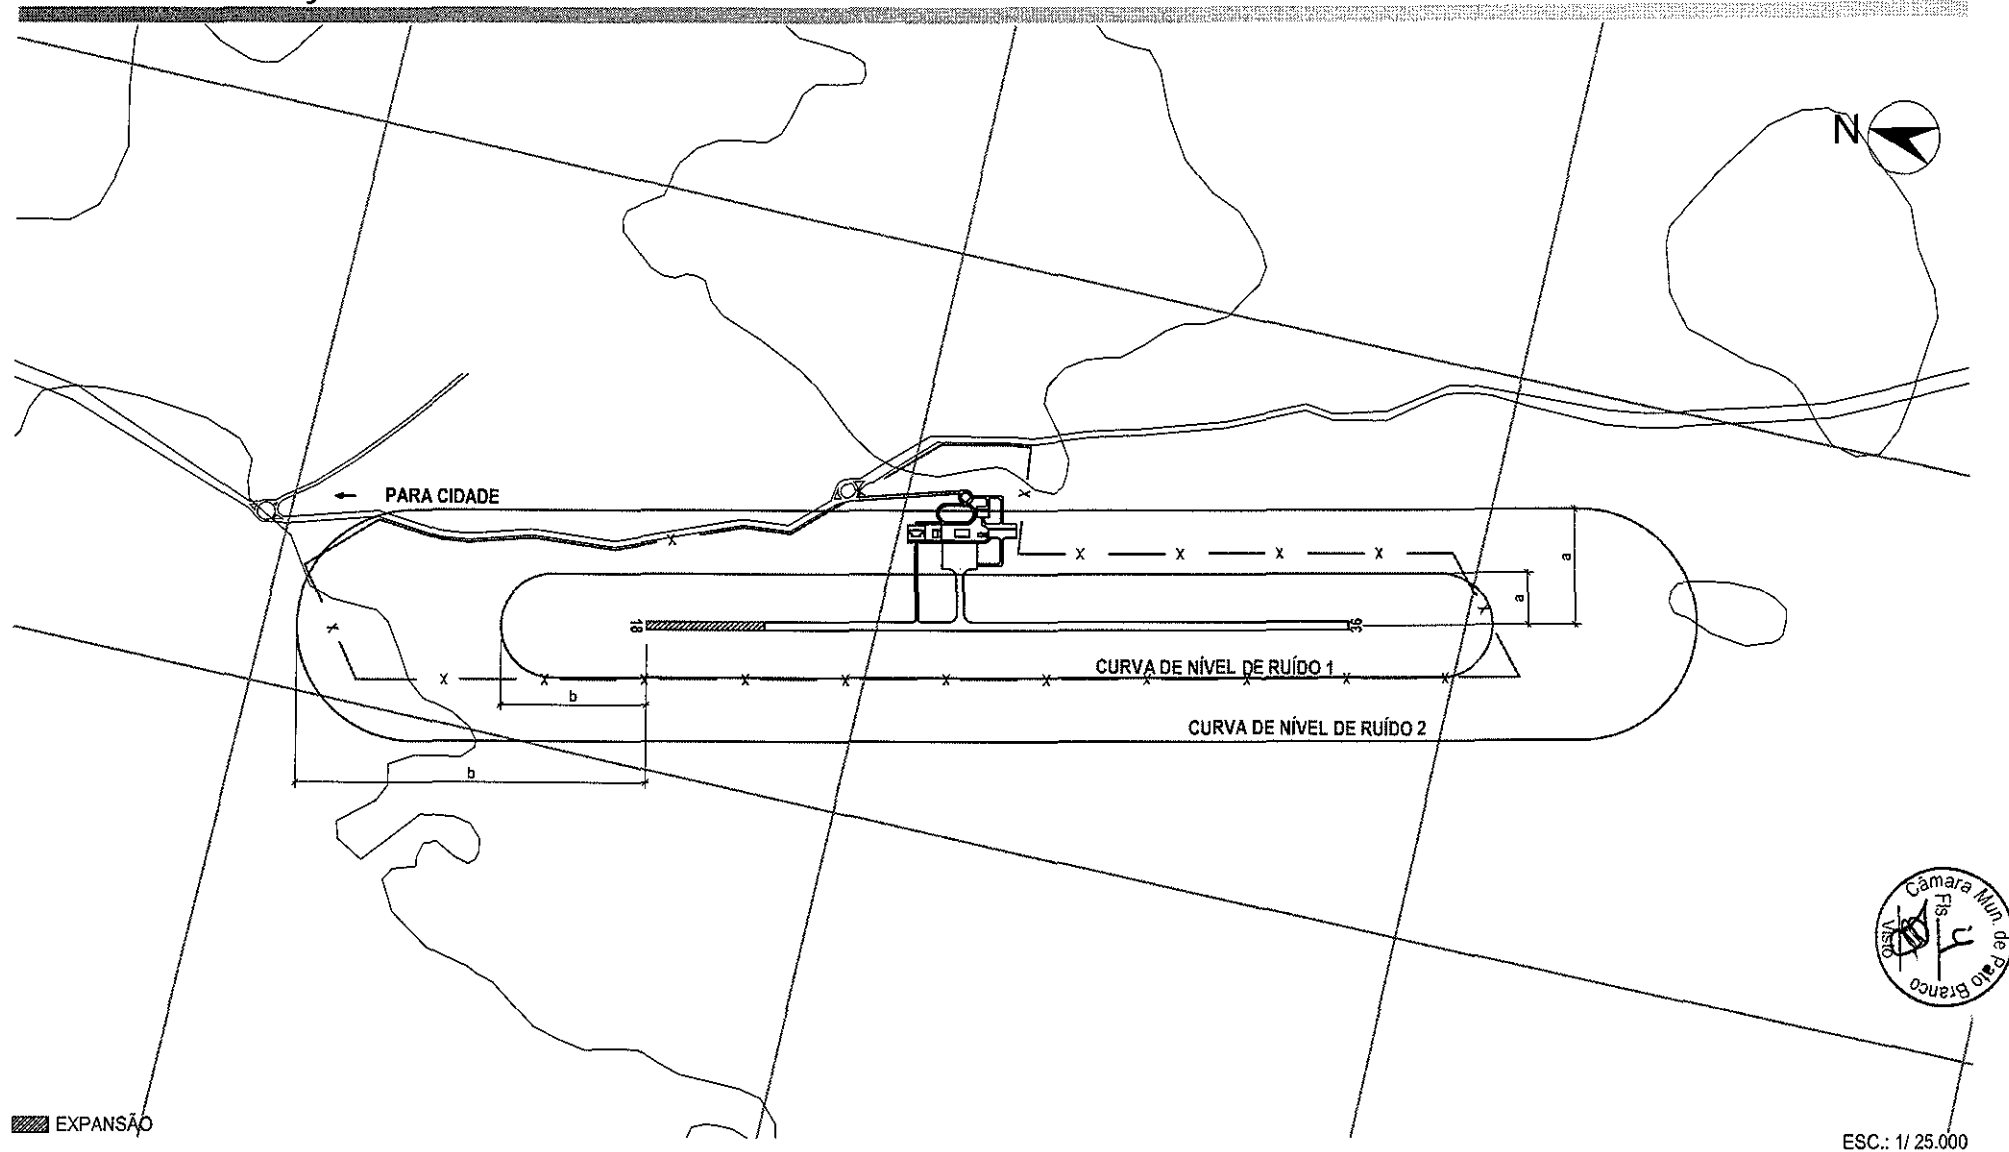 N
PARA CIDADE
a
a
18
36
CURVA DE NÍVEL DE RUÍDO 1
b
CURVA DE NÍVEL DE RUÍDO 2
b
Câmara Mun. de Pato Branco
Fls.
VISTO
EXPANSÃO
ESC.: 1/ 25.000